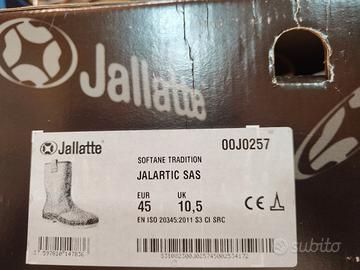 Jallatte
Jallatte
SOFTANE TRADITION
00J0257
JALARTIC SAS
EUR
UK
45
10,5
CE
EN ISO 20345:2011 S3 CI SRC
subito